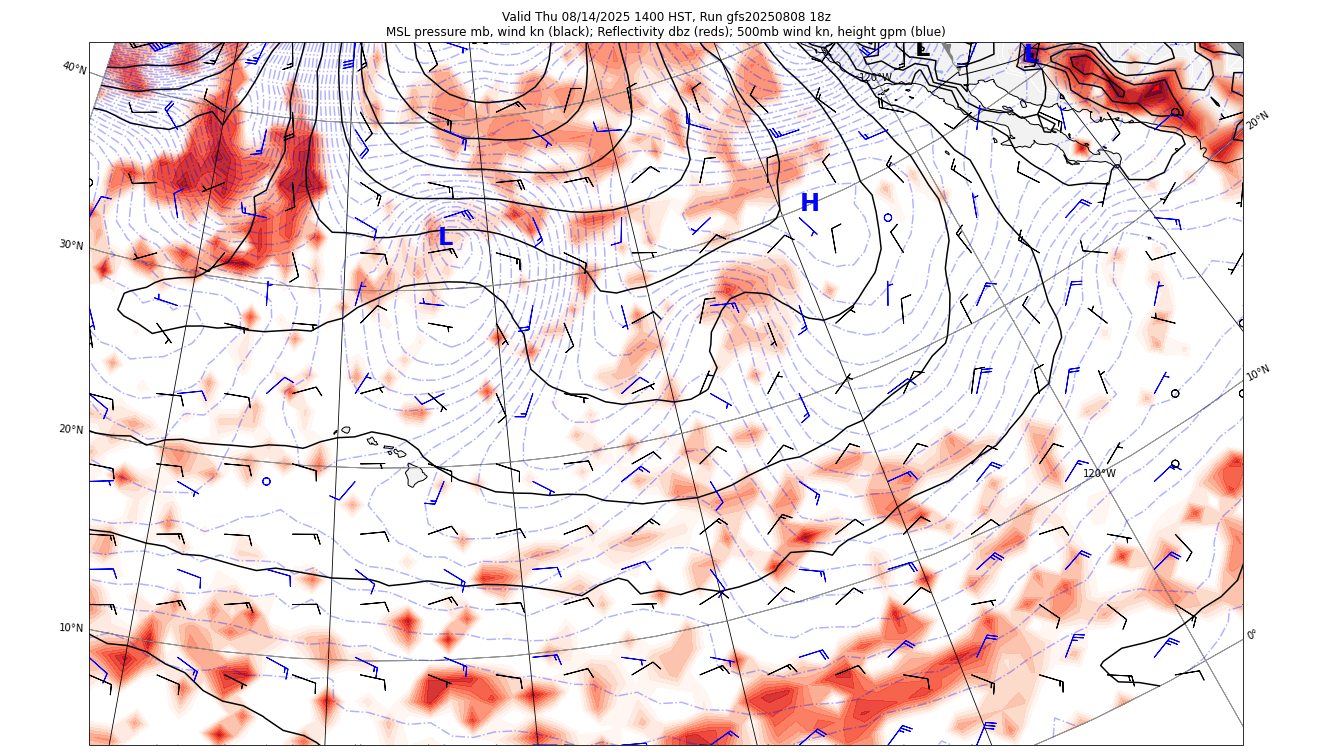 Valid Thu 08/14/2025 1400 HST, Run gfs20250808 18z
MSL pressure mb, wind kn (black); Reflectivity dbz (reds); 500mb wind kn, height gpm (blue)
L
L
40°N
120°W
20°N
H
L
30°N
10°N
20°N
120°W
10°N
0°